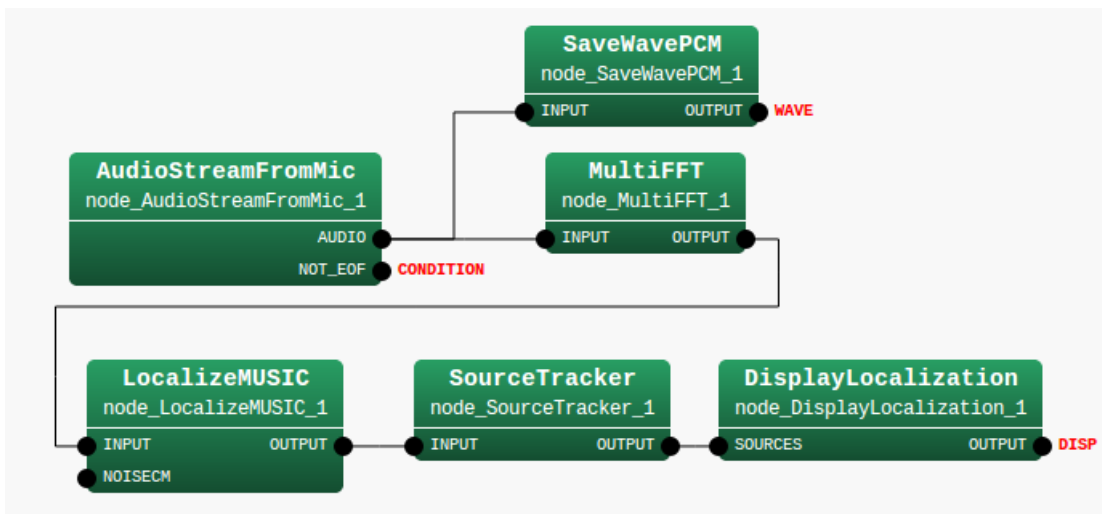 SaveWavePCM
node_SaveWavePCM_1
INPUT OUTPUT WAVE
AudioStreamFromMic
node_AudioStreamFromMic_1
AUDIO
NOT_EOF CONDITION
MultiFFT
node_MultiFFT_1
INPUT OUTPUT
LocalizeMUSIC
node_LocalizeMUSIC_1
INPUT OUTPUT
NOISECM
SourceTracker
node_SourceTracker_1
INPUT OUTPUT
DisplayLocalization
node_DisplayLocalization_1
SOURCES OUTPUT DISP